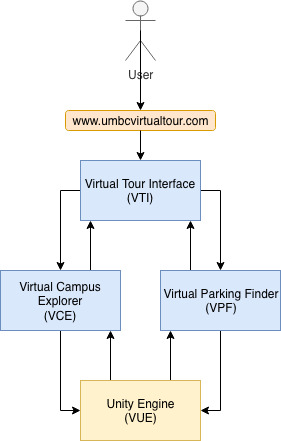 User
www.umbcvirtualtour.com
Virtual Tour Interface
(VTI)
Virtual Campus
Explorer
(VCE)
Virtual Parking Finder
(VPF)
Unity Engine
(VUE)